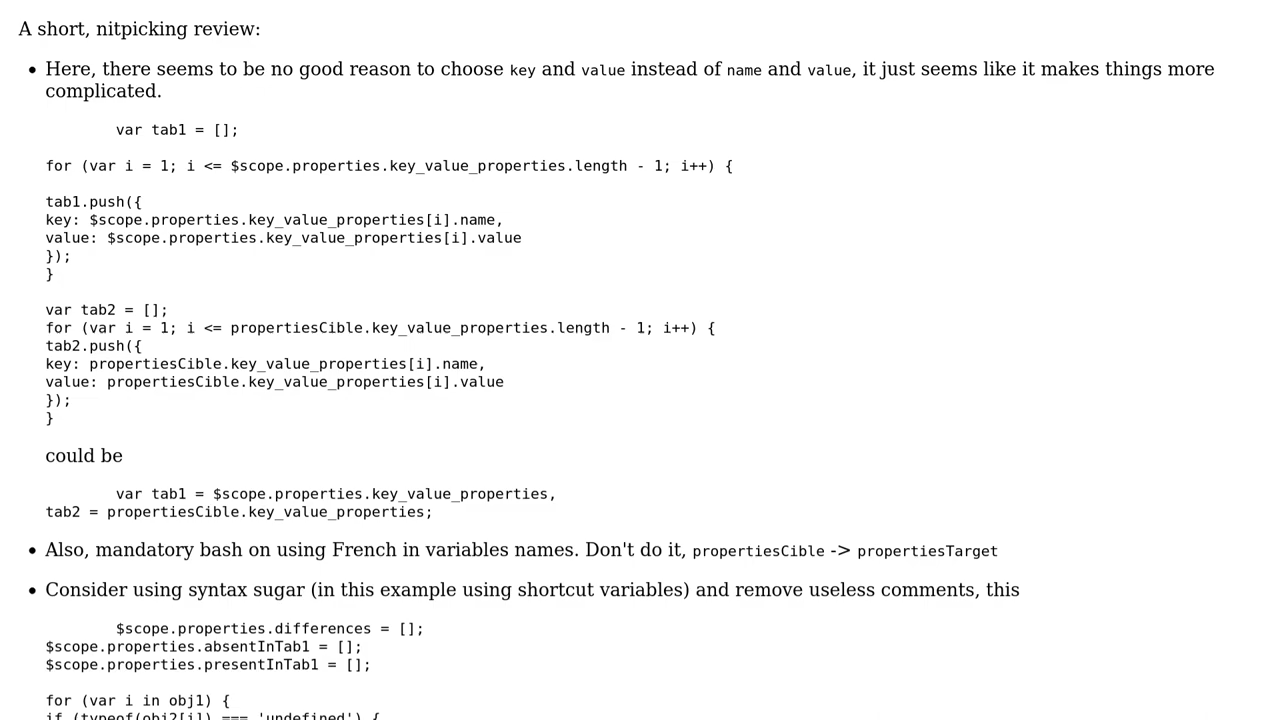 A short, nitpicking review:
• Here, there seems to be no good reason to choose key and value instead of name and value, it just seems like it makes things more
complicated.
var tab1 = [];
for (var i = 1; i <= $scope.properties.key_value_properties.length - 1; i++) {
tab1.push({
key: $scope.properties.key_value_properties[i].name,
value: $scope.properties.key_value_properties[i].value
});
}
var tab2 = [];
for (var i = 1; i <= propertiesCible.key_value_properties.length - 1; i++) {
tab2.push({
key: propertiesCible.key_value_properties[i].name,
value: propertiesCible.key_value_properties[i].value
});
}
could be
var tab1 = $scope.properties.key_value_properties,
tab2 = propertiesCible.key_value_properties;
• Also, mandatory bash on using French in variables names. Don't do it, propertiesCible -> propertiesTarget
• Consider using syntax sugar (in this example using shortcut variables) and remove useless comments, this
$scope.properties.differences = [];
$scope.properties.absentInTab1 = [];
$scope.properties.presentInTab1 = [];
for (var i in obj1) {
if (typeof(obj2[i]) === 'undefined') {